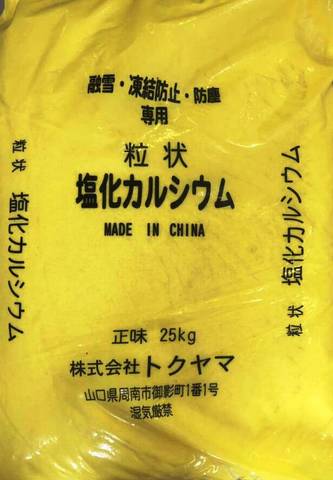 融雪・凍結防止・防塵
専用
粒状
塩化カルシウム
MADE IN CHINA
粒状 塩化カルシウム
粒状 塩化カルシウム
正味 25kg
株式会社トクヤマ
山口県周南市御影町1番1号
湿気厳禁